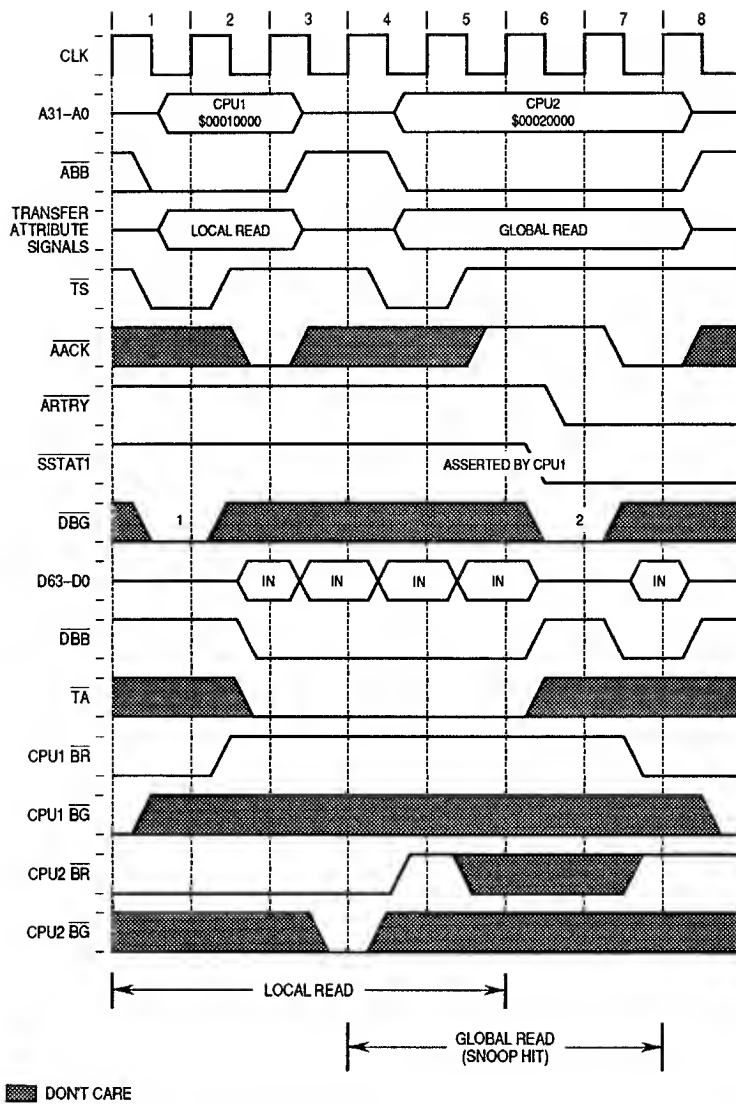 1 2 3 4 5 6 7 8
CLK
A31–A0
CPU1
$00010000
CPU2
$00020000
ABB
TRANSFER
ATTRIBUTE
SIGNALS
LOCAL READ
GLOBAL READ
TS
AACK
ARTRY
SSTAT1
ASSERTED BY CPU1
DBG
1
2
D63–D0
IN IN IN IN IN
DBB
TA
CPU1 BR
CPU1 BG
CPU2 BR
CPU2 BG
LOCAL READ
GLOBAL READ
(SNOOP HIT)
DON'T CARE